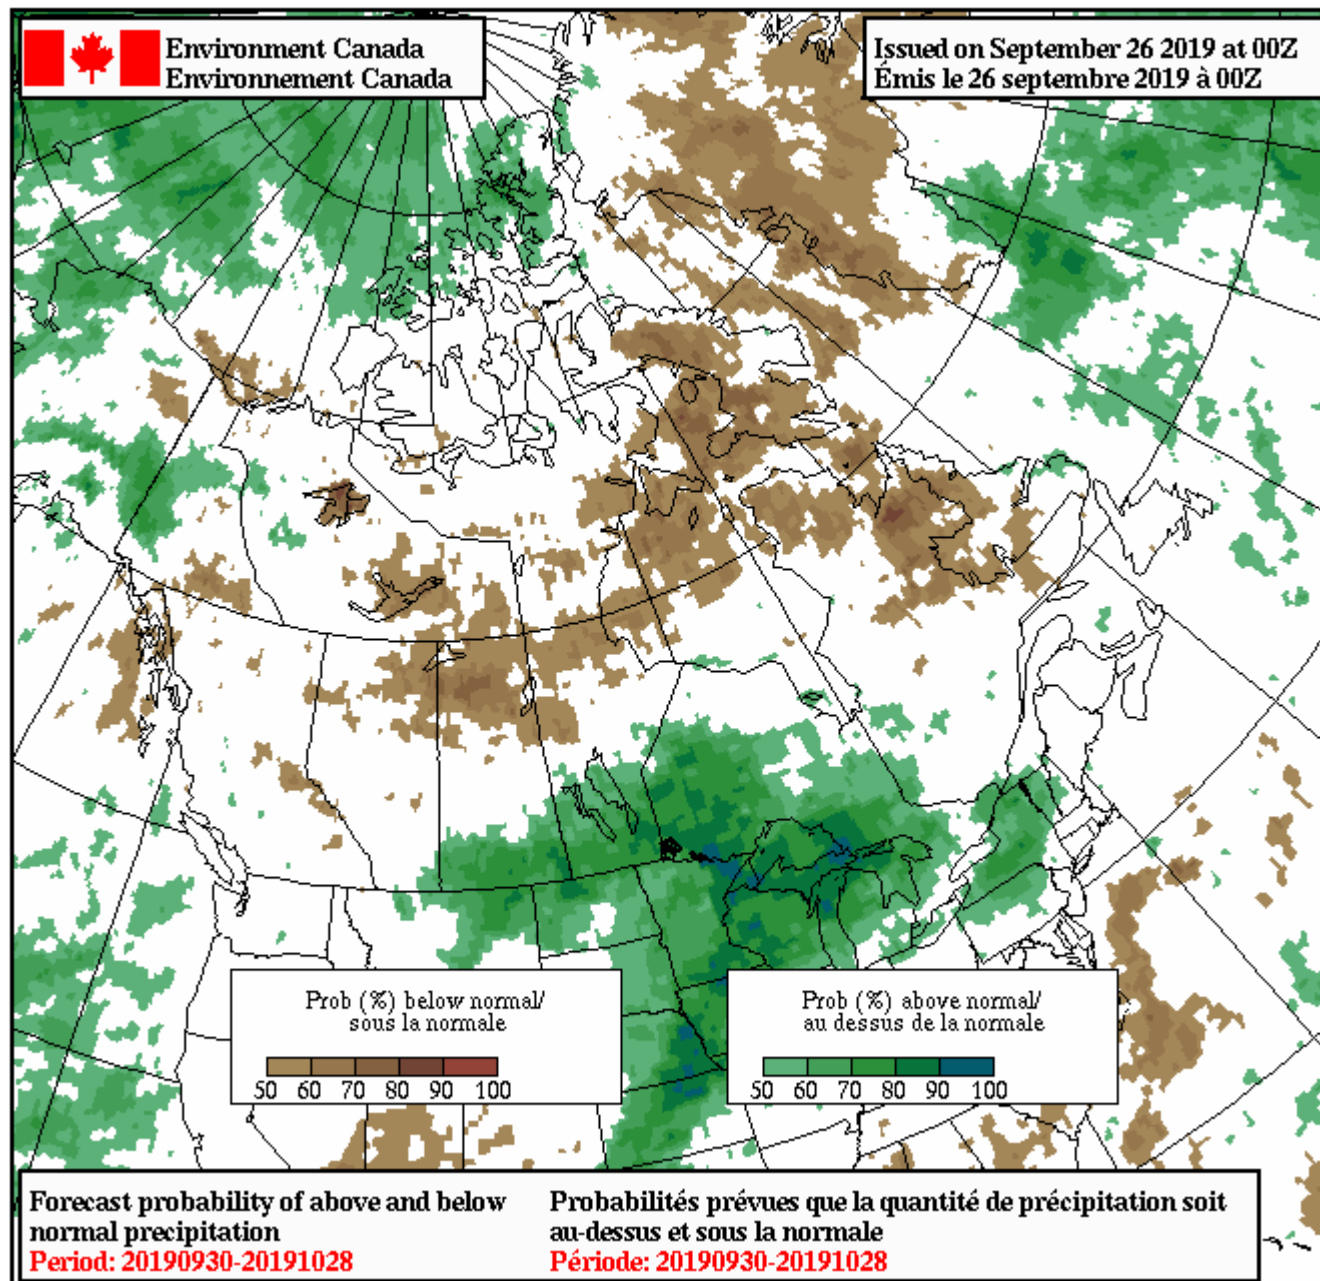 Environment Canada
Environnement Canada
Issued on September 26 2019 at 00Z
Émis le 26 septembre 2019 à 00Z
Prob (%) below normal/
sous la normale
50 60 70 80 90 100
Prob (%) above normal/
au dessus de la normale
50 60 70 80 90 100
Forecast probability of above and below
normal precipitation
Period: 20190930-20191028
Probabilités prévues que la quantité de précipitation soit
au-dessus et sous la normale
Période: 20190930-20191028